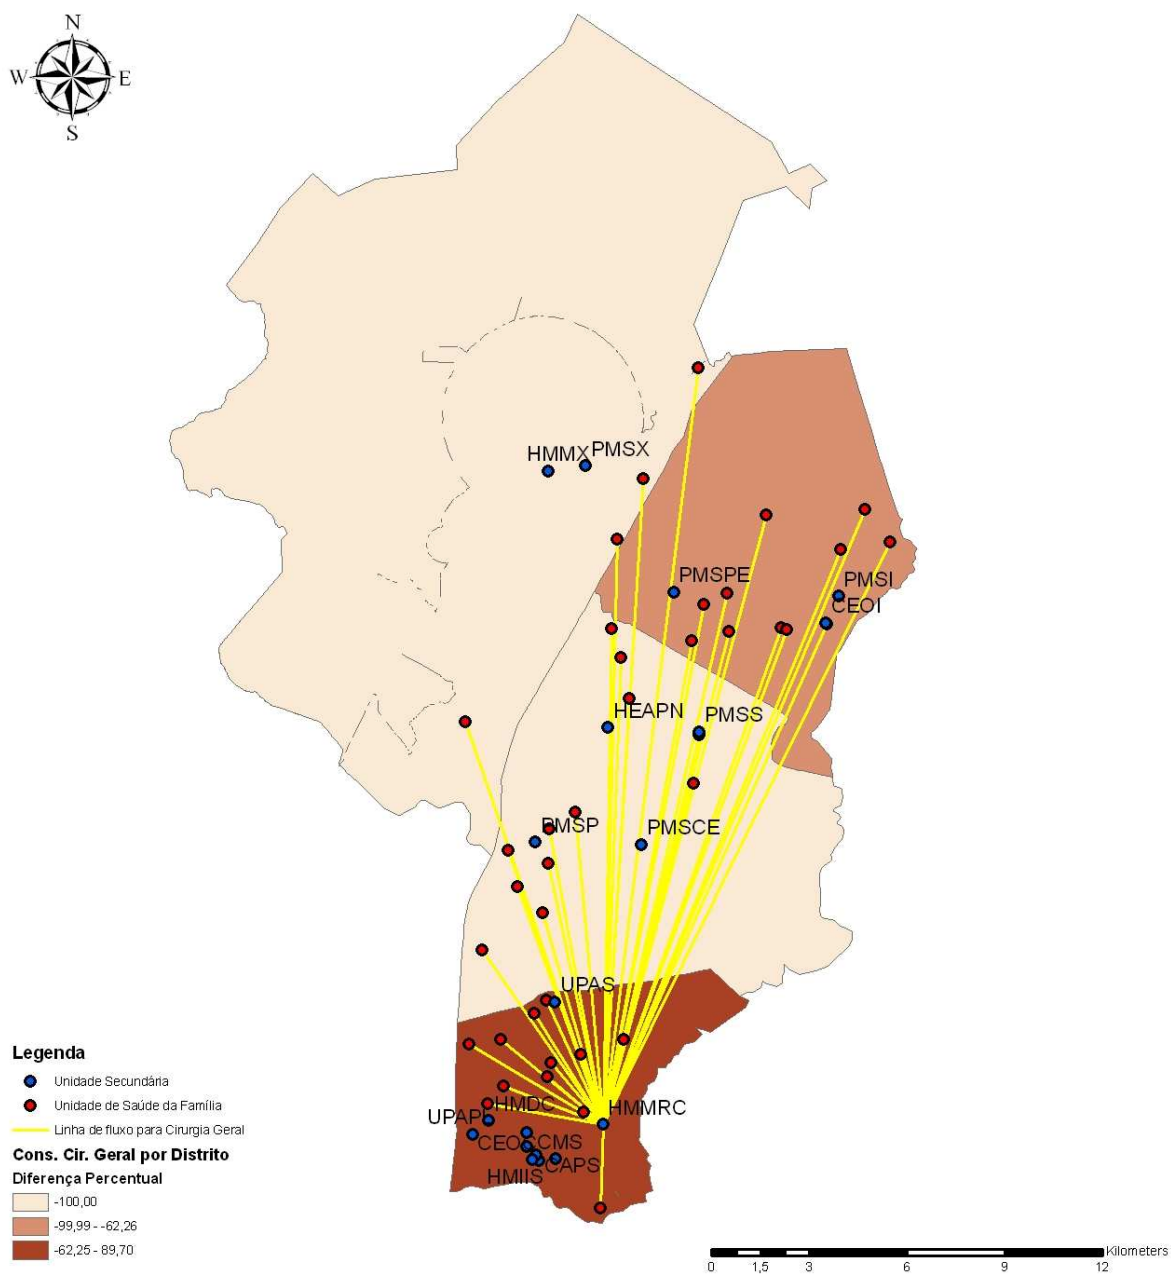 N
W E
S
HMMX PMSX
PMSPE
PMSI
CEOI
HEAPN
PMSS
PMSP
PMSCE
UPAS
HMDC
HMMRC
CEOC
CMS
HMIIS
CAPS
Legenda
Unidade Secundária
Unidade de Saúde da Família
Linha de fluxo para Cirurgia Geral
Cons. Cir. Geral por Distrito
Diferença Percentual
-100,00
-99,99 - -62,26
-62,25 - 89,70
Kilometers
0 1,5 3 6 9 12